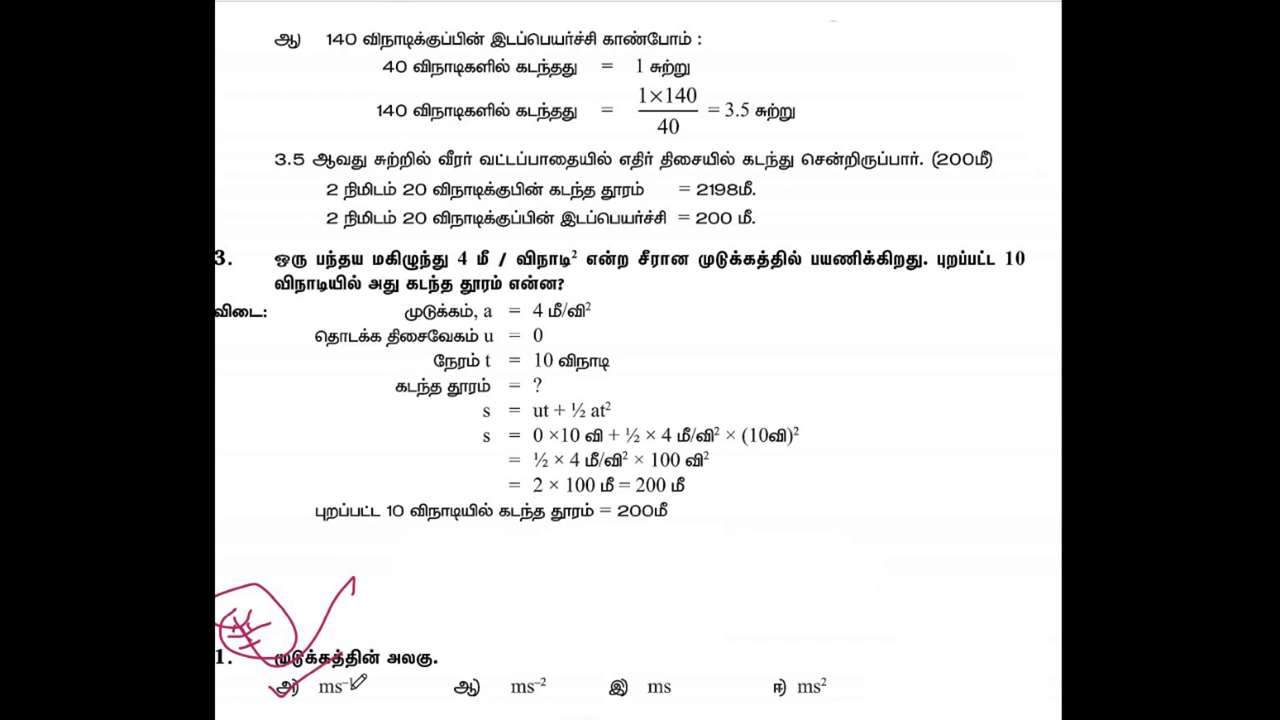 ஆ) 140 விநாடிக்குப்பின் இடப்பெயர்ச்சி காண்போம் :
40 விநாடிகளில் கடந்தது = 1 சுற்று
140 விநாடிகளில் கடந்தது = 1×140 / 40 = 3.5 சுற்று
3.5 ஆவது சுற்றில் வீரர் வட்டப்பாதையில் எதிர் திசையில் கடந்து சென்றிருப்பார். (200மீ)
2 நிமிடம் 20 விநாடிக்குபின் கடந்த தூரம் = 2198மீ.
2 நிமிடம் 20 விநாடிக்குப்பின் இடப்பெயர்ச்சி = 200 மீ.
3. ஒரு பந்தய மகிழுந்து 4 மீ / விநாடி² என்ற சீரான முடுக்கத்தில் பயணிக்கிறது. புறப்பட்ட 10
விநாடியில் அது கடந்த தூரம் என்ன?
விடை: முடுக்கம், a = 4 மீ/வி²
தொடக்க திசைவேகம் u = 0
நேரம் t = 10 விநாடி
கடந்த தூரம் = ?
s = ut + ½ at²
s = 0 ×10 வி + ½ × 4 மீ/வி² × (10வி)²
= ½ × 4 மீ/வி² × 100 வி²
= 2 × 100 மீ = 200 மீ
புறப்பட்ட 10 விநாடியில் கடந்த தூரம் = 200மீ
1. முடுக்கத்தின் அலகு.
அ) ms⁻¹ ஆ) ms⁻² இ) ms ஈ) ms²